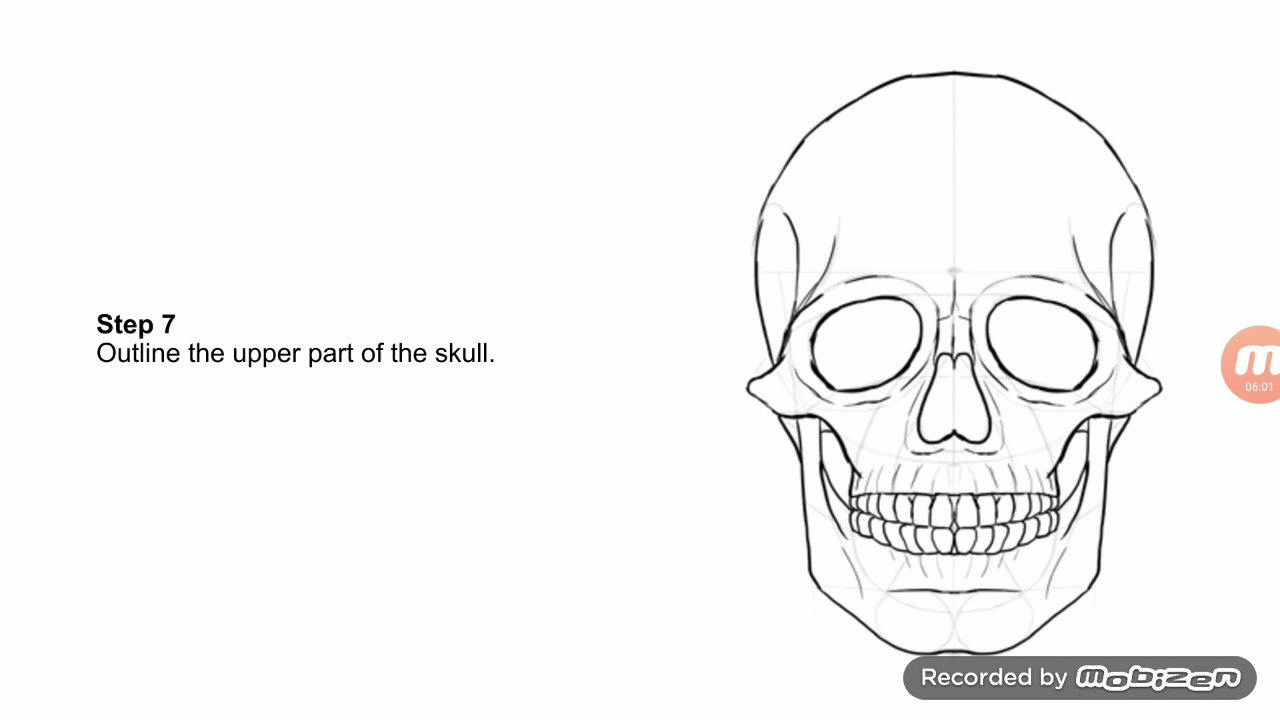 Step 7
Outline the upper part of the skull.
06:01
Recorded by mobizen